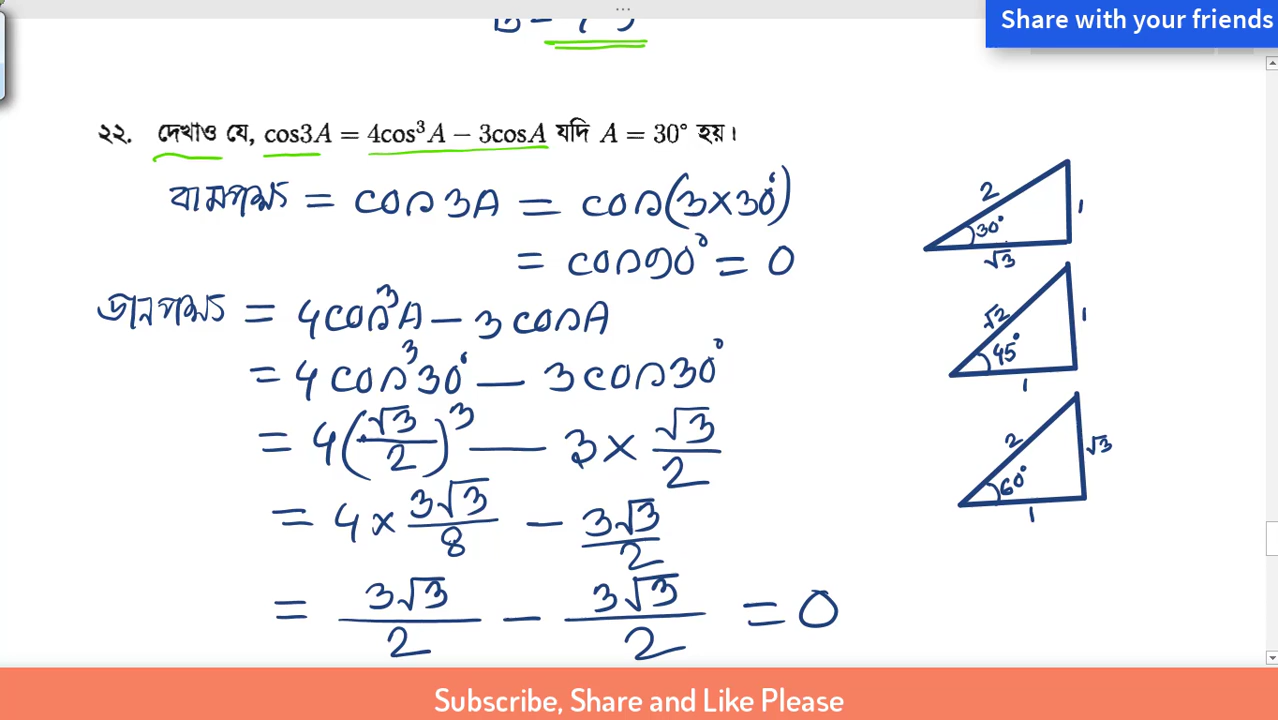 Share with your friends
২২. দেখাও যে, cos3A = 4cos³A − 3cosA যদি A = 30° হয়।
বামপক্ষ = cos3A = cos(3×30°)
= cos90° = 0
ডানপক্ষ = 4cos³A − 3cosA
= 4cos³30° − 3cos30°
= 4(√3/2)³ − 3 × √3/2
= 4 × 3√3/8 − 3√3/2
= 3√3/2 − 3√3/2 = 0
2 1
30°
√3
√2 1
45°
1
2 √3
60°
1
Subscribe, Share and Like Please